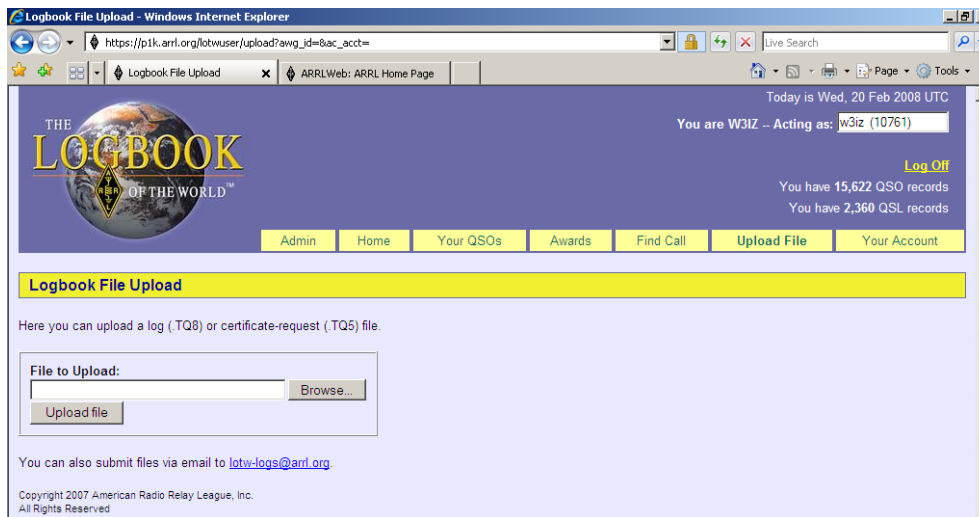 Logbook File Upload - Windows Internet Explorer
https://p1k.arrl.org/lotwuser/upload?awg_id=&ac_acct=
Live Search
Logbook File Upload
ARRLWeb: ARRL Home Page
Page
Tools
Today is Wed, 20 Feb 2008 UTC
You are W3IZ -- Acting as: w3iz (10761)
THE
LOGBOOK
OF THE WORLD™
Log Off
You have 15,622 QSO records
You have 2,360 QSL records
Admin Home Your QSOs Awards Find Call Upload File Your Account
Logbook File Upload
Here you can upload a log (.TQ8) or certificate-request (.TQ5) file.
File to Upload:
Browse...
Upload file
You can also submit files via email to lotw-logs@arrl.org.
Copyright 2007 American Radio Relay League, Inc.
All Rights Reserved